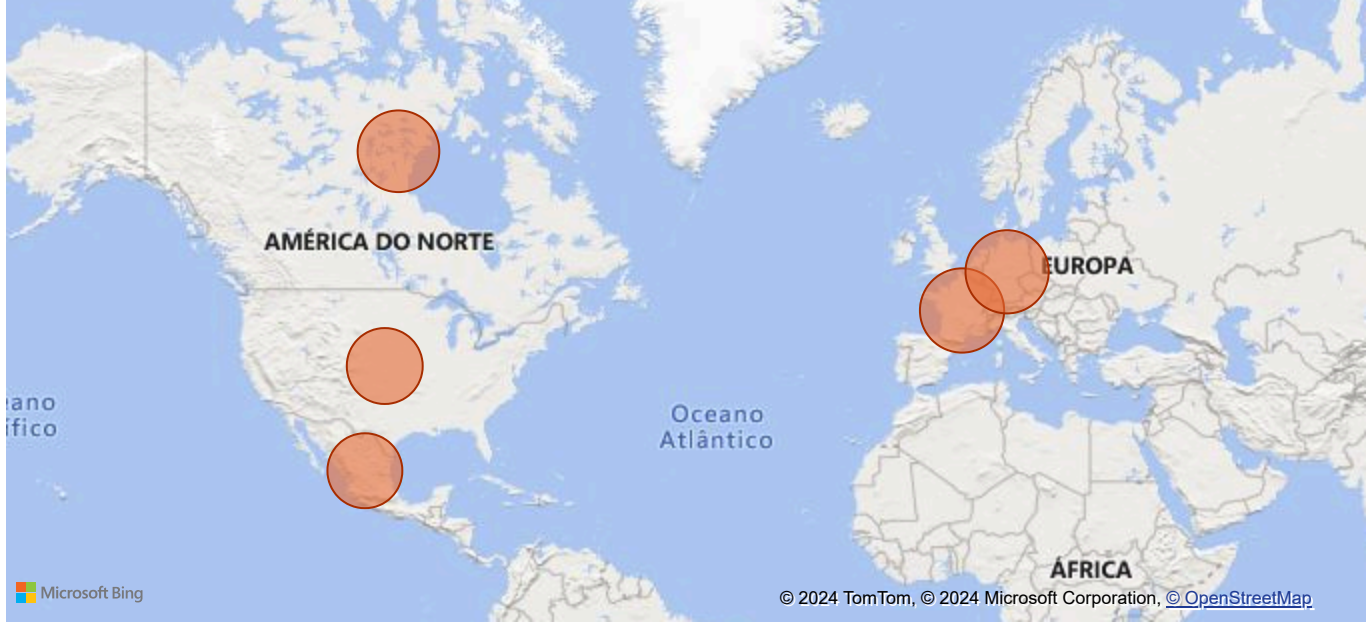 AMÉRICA DO NORTE
EUROPA
eano
ífico
Oceano
Atlântico
ÁFRICA
Microsoft Bing
© 2024 TomTom, © 2024 Microsoft Corporation, © OpenStreetMap